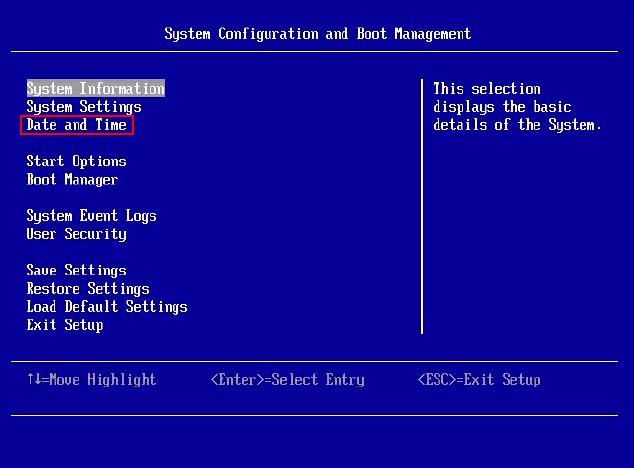 System Configuration and Boot Management
System Information
System Settings
Date and Time
Start Options
Boot Manager
System Event Logs
User Security
Save Settings
Restore Settings
Load Default Settings
Exit Setup
This selection
displays the basic
details of the System.
↑↓=Move Highlight <Enter>=Select Entry <ESC>=Exit Setup